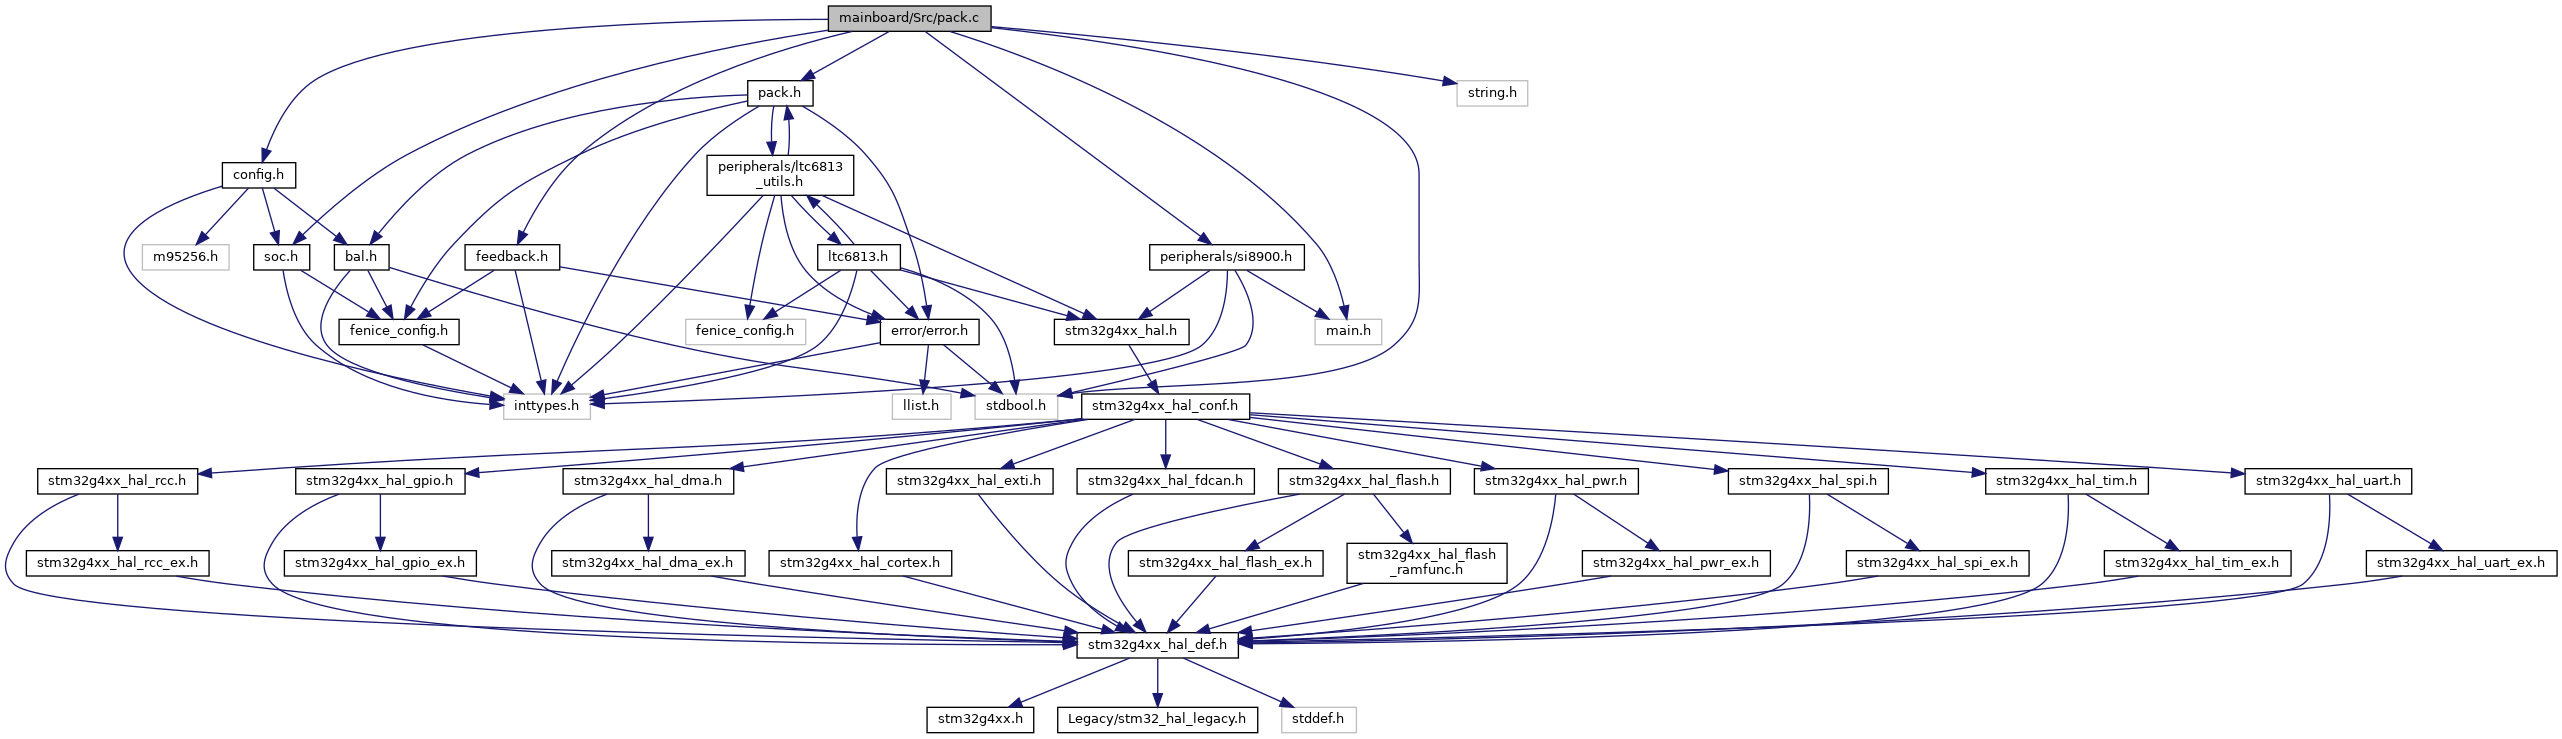 mainboard/Src/pack.c
pack.h
string.h
config.h
peripherals/ltc6813
_utils.h
m95256.h
soc.h
bal.h
feedback.h
ltc6813.h
peripherals/si8900.h
fenice_config.h
fenice_config.h
error/error.h
stm32g4xx_hal.h
main.h
inttypes.h
llist.h
stdbool.h
stm32g4xx_hal_conf.h
stm32g4xx_hal_rcc.h
stm32g4xx_hal_gpio.h
stm32g4xx_hal_dma.h
stm32g4xx_hal_exti.h
stm32g4xx_hal_fdcan.h
stm32g4xx_hal_flash.h
stm32g4xx_hal_pwr.h
stm32g4xx_hal_spi.h
stm32g4xx_hal_tim.h
stm32g4xx_hal_uart.h
stm32g4xx_hal_rcc_ex.h
stm32g4xx_hal_gpio_ex.h
stm32g4xx_hal_dma_ex.h
stm32g4xx_hal_cortex.h
stm32g4xx_hal_flash_ex.h
stm32g4xx_hal_flash
_ramfunc.h
stm32g4xx_hal_pwr_ex.h
stm32g4xx_hal_spi_ex.h
stm32g4xx_hal_tim_ex.h
stm32g4xx_hal_uart_ex.h
stm32g4xx_hal_def.h
stm32g4xx.h
Legacy/stm32_hal_legacy.h
stddef.h